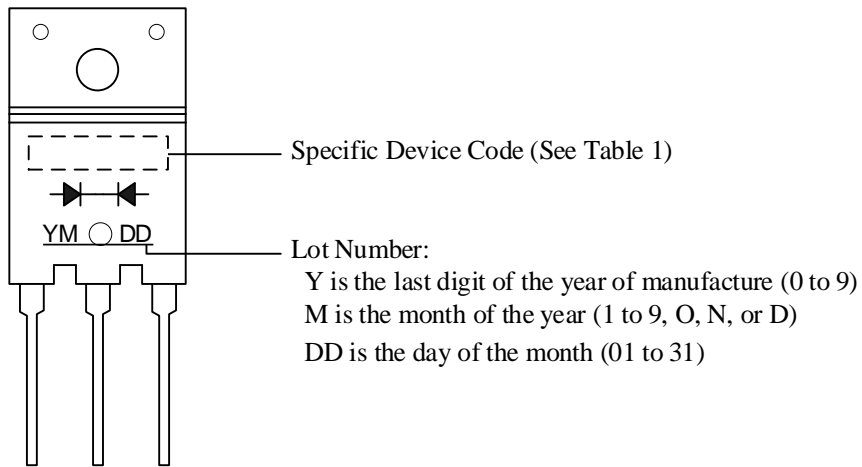 Specific Device Code (See Table 1)
YM DD
Lot Number:
Y is the last digit of the year of manufacture (0 to 9)
M is the month of the year (1 to 9, O, N, or D)
DD is the day of the month (01 to 31)